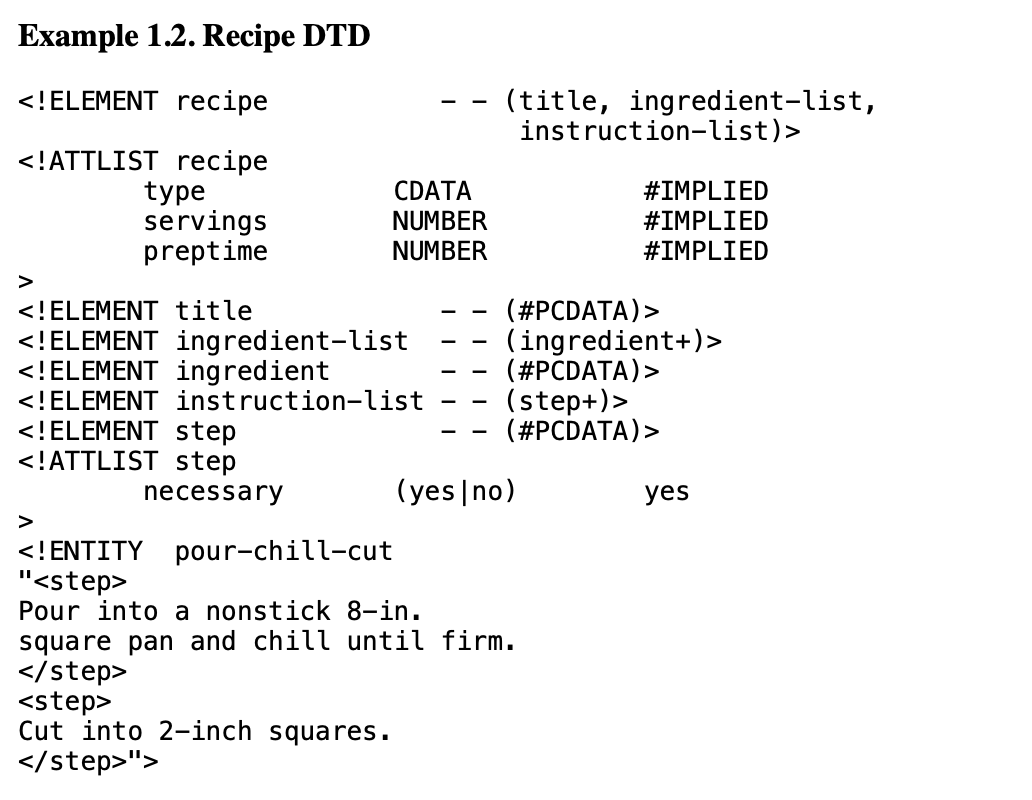 Example 1.2. Recipe DTD
<!ELEMENT recipe           - - (title, ingredient-list,
                                instruction-list)>
<!ATTLIST recipe
        type            CDATA           #IMPLIED
        servings        NUMBER          #IMPLIED
        preptime        NUMBER          #IMPLIED
>
<!ELEMENT title            - - (#PCDATA)>
<!ELEMENT ingredient-list  - - (ingredient+)>
<!ELEMENT ingredient       - - (#PCDATA)>
<!ELEMENT instruction-list - - (step+)>
<!ELEMENT step             - - (#PCDATA)>
<!ATTLIST step
        necessary       (yes|no)        yes
>
<!ENTITY  pour-chill-cut
"<step>
Pour into a nonstick 8-in.
square pan and chill until firm.
</step>
<step>
Cut into 2-inch squares.
</step>">